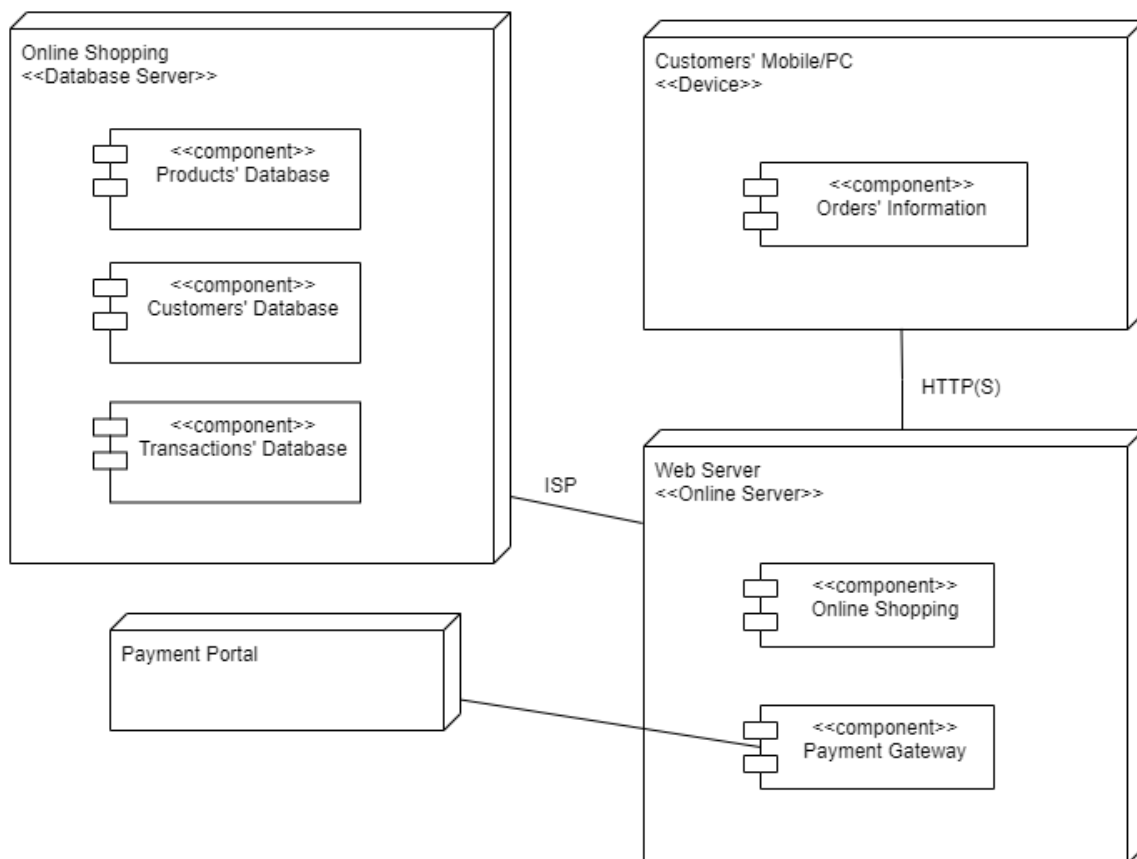 Online Shopping
<<Database Server>>
<<component>>
Products' Database
<<component>>
Customers' Database
<<component>>
Transactions' Database
Customers' Mobile/PC
<<Device>>
<<component>>
Orders' Information
HTTP(S)
ISP
Web Server
<<Online Server>>
<<component>>
Online Shopping
<<component>>
Payment Gateway
Payment Portal